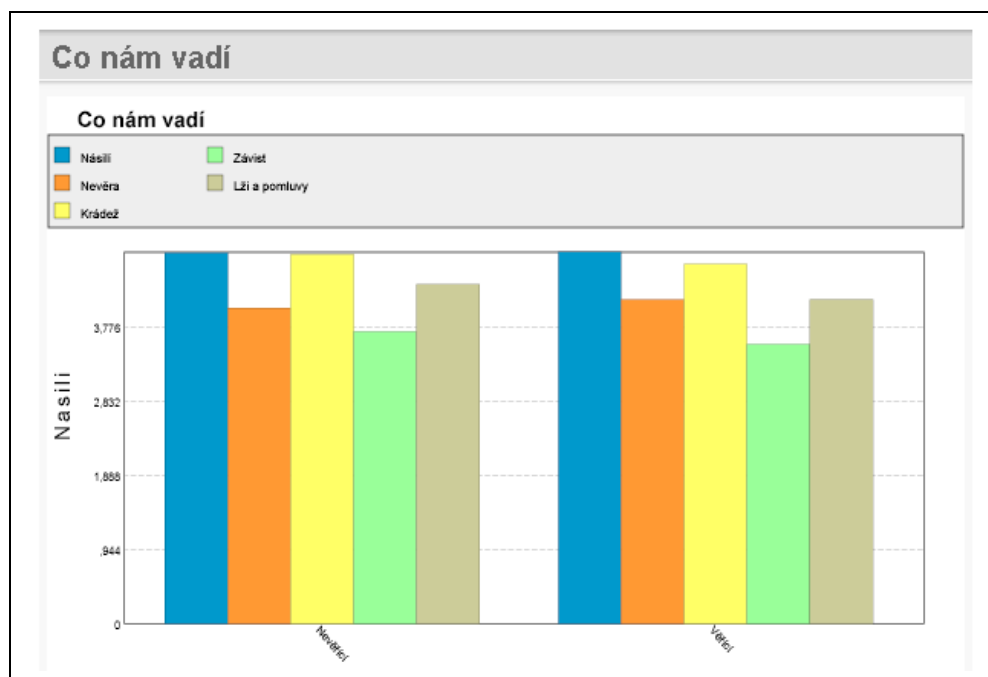 Co nám vadí
Co nám vadí
Násilí
Závist
Nevěra
Lži a pomluvy
Krádež
Nasili
3,776
2,832
1,888
,944
0
Nevěřící
Věřící